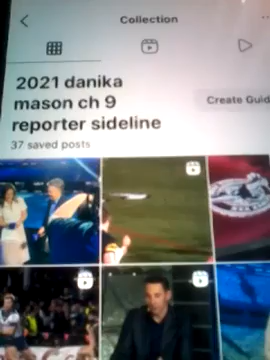 Collection
2021 danika
mason ch 9
reporter sideline
Create Guid
37 saved posts